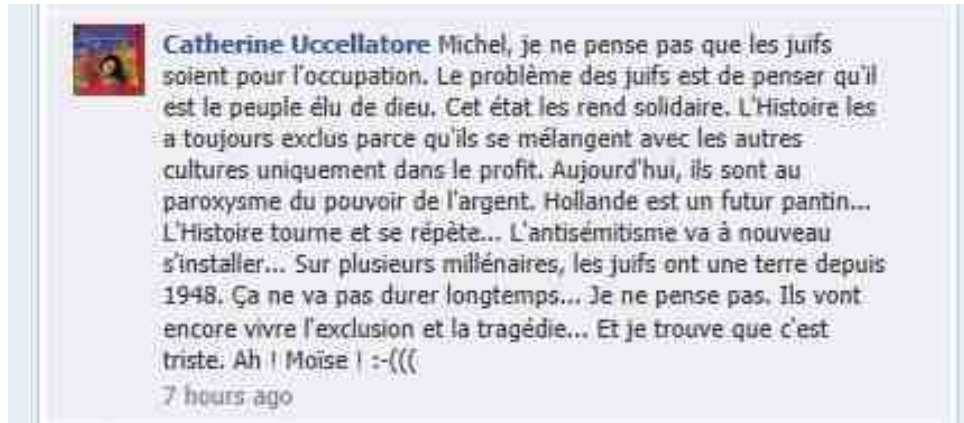 Catherine Uccellatore Michel, je ne pense pas que les juifs
soient pour l'occupation. Le problème des juifs est de penser qu'il
est le peuple élu de dieu. Cet état les rend solidaire. L'Histoire les
a toujours exclus parce qu'ils se mélangent avec les autres
cultures uniquement dans le profit. Aujourd'hui, ils sont au
paroxysme du pouvoir de l'argent. Hollande est un futur pantin...
L'Histoire tourne et se répète... L'antisémitisme va à nouveau
s'installer... Sur plusieurs millénaires, les juifs ont une terre depuis
1948. Ça ne va pas durer longtemps... Je ne pense pas. Ils vont
encore vivre l'exclusion et la tragédie... Et je trouve que c'est
triste. Ah ! Moïse ! :-(((
7 hours ago